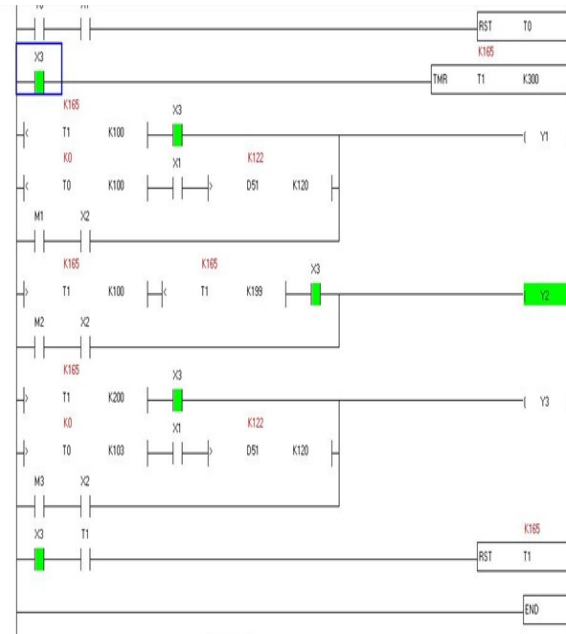 RST T0
X3 K165
TMR T1 K300
K165 X3
< T1 K100 Y1
K0 X1 K122
< T0 K100 > D51 K120
M1 X2
K165 K165 X3
> T1 K100 < T1 K199 Y2
M2 X2
K165 X3
> T1 K200 Y3
K0 X1 K122
> T0 K103 > D51 K120
M3 X2
X3 T1 K165
RST T1
END